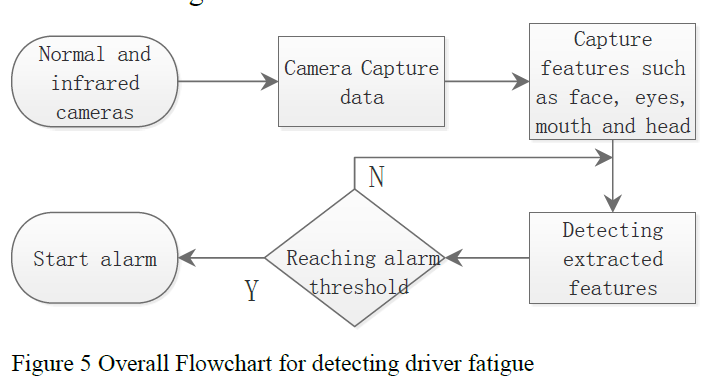 Normal and
infrared
cameras
Camera Capture
data
Capture
features such
as face, eyes,
mouth and head
N
Start alarm
Reaching alarm
threshold
Detecting
extracted
features
Y
Figure 5 Overall Flowchart for detecting driver fatigue